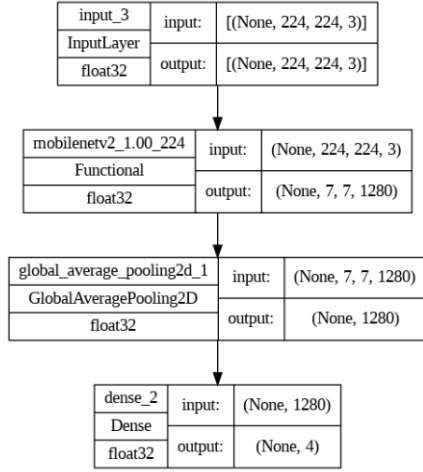 input_3
InputLayer
float32
input:
[(None, 224, 224, 3)]
output:
[(None, 224, 224, 3)]
mobilenetv2_1.00_224
Functional
float32
input:
(None, 224, 224, 3)
output:
(None, 7, 7, 1280)
global_average_pooling2d_1
GlobalAveragePooling2D
float32
input:
(None, 7, 7, 1280)
output:
(None, 1280)
dense_2
Dense
float32
input:
(None, 1280)
output:
(None, 4)